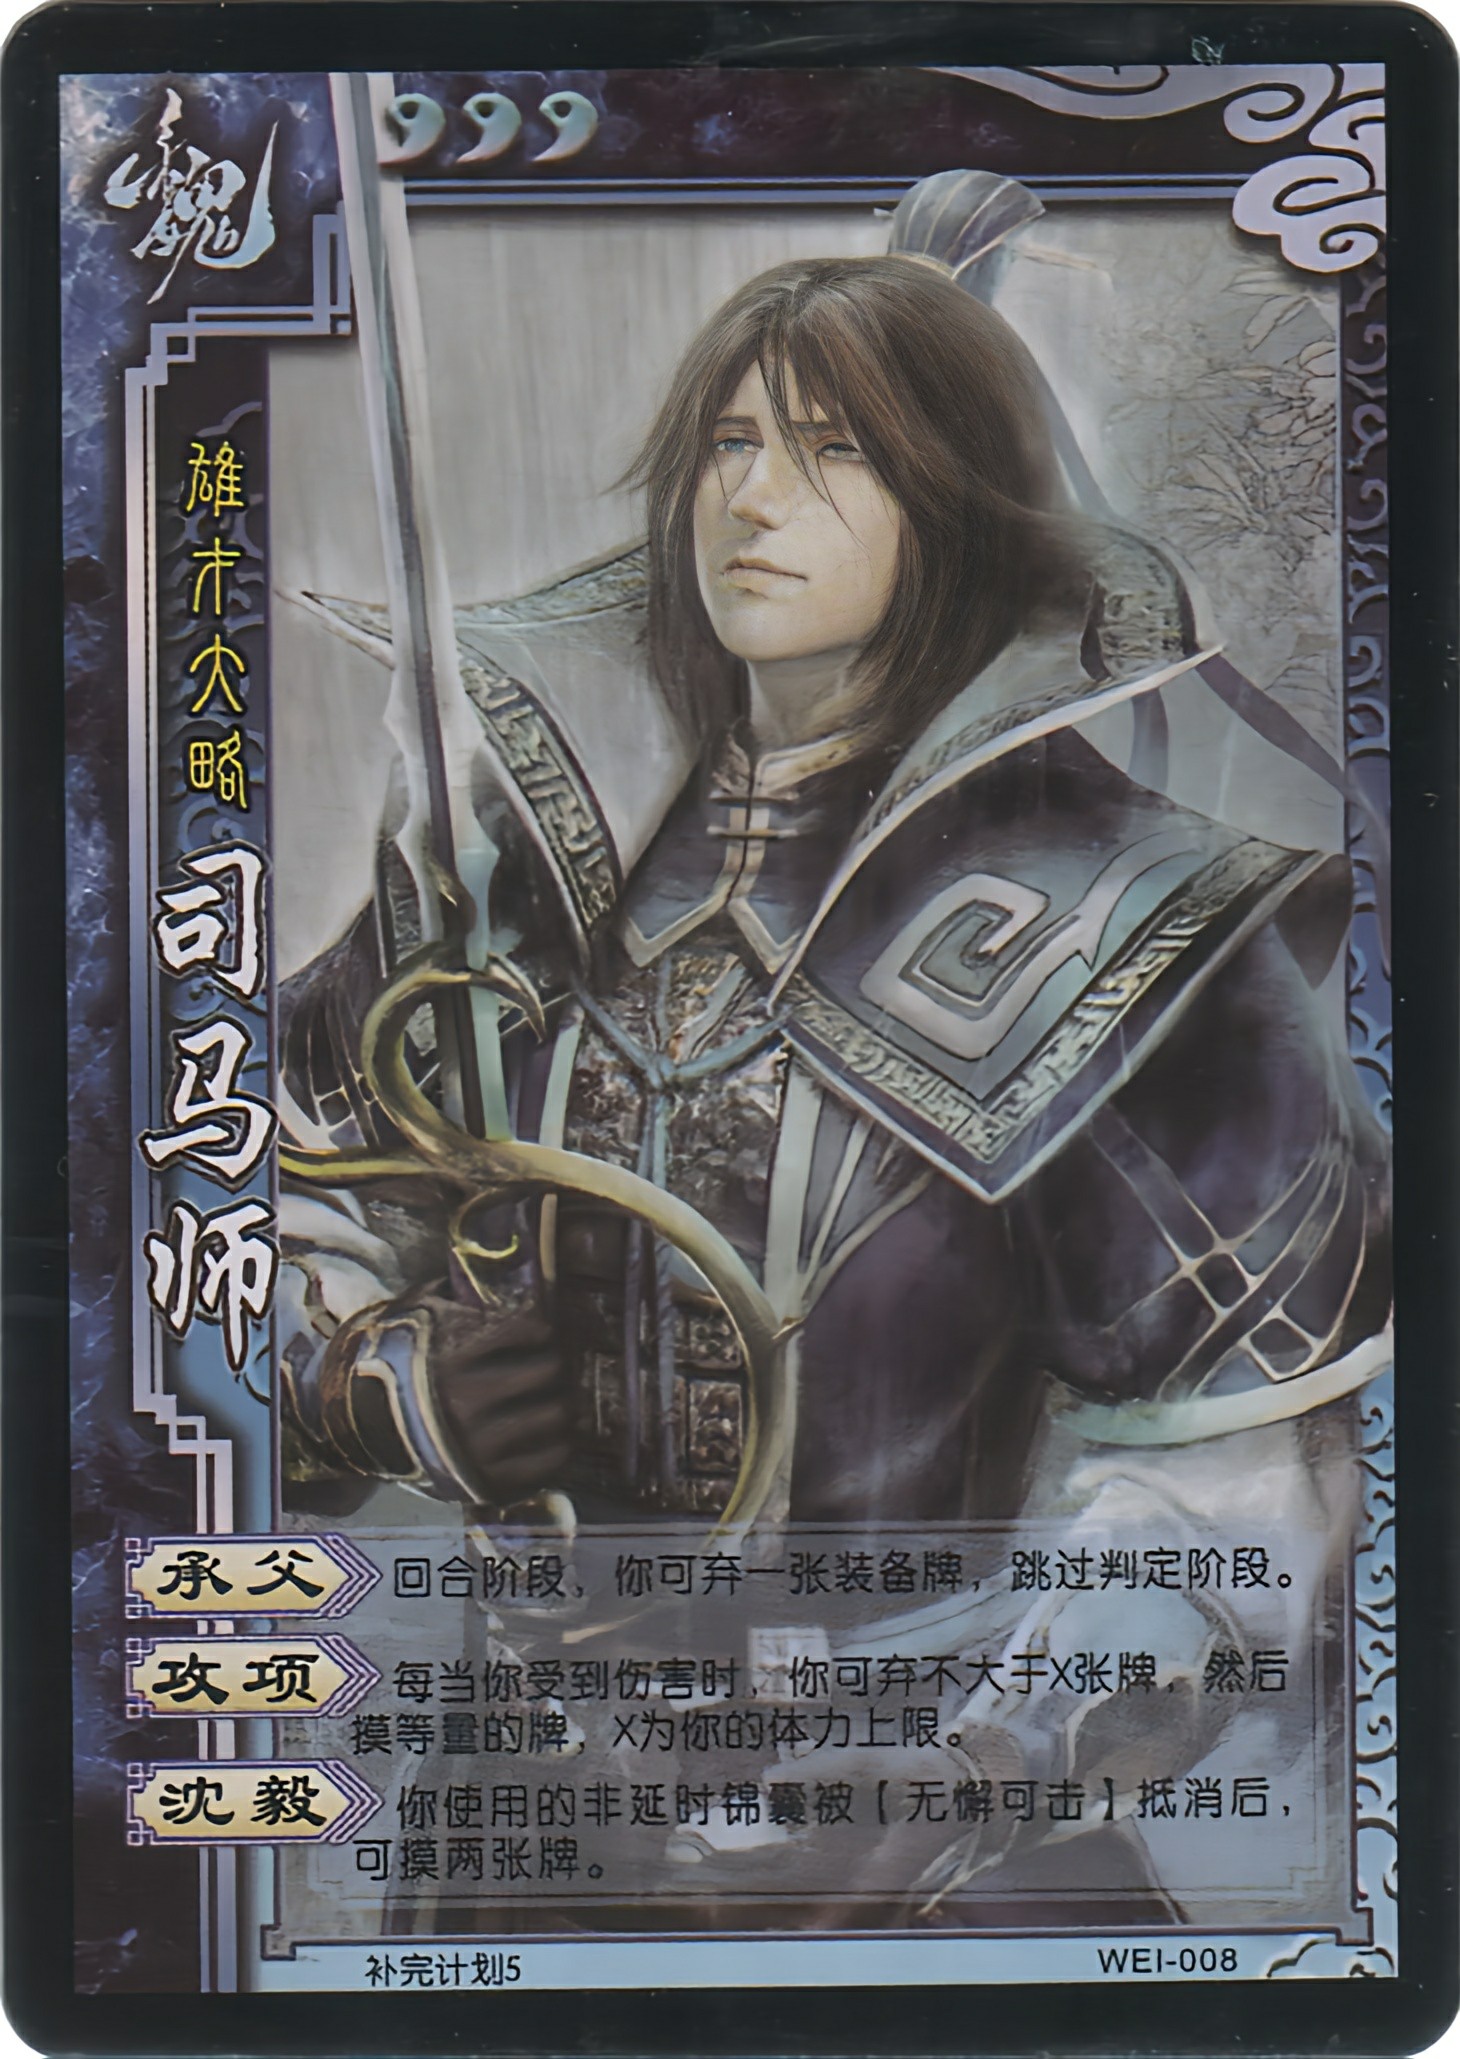 魏
雄才大略
司马师
承父
回合阶段，你可弃一张装备牌，跳过判定阶段。
攻项
每当你受到伤害时，你可弃不大于X张牌，然后
摸等量的牌，X为你的体力上限。
沈毅
你使用的非延时锦囊被【无懈可击】抵消后，
可摸两张牌。
补完计划5
WEI-008